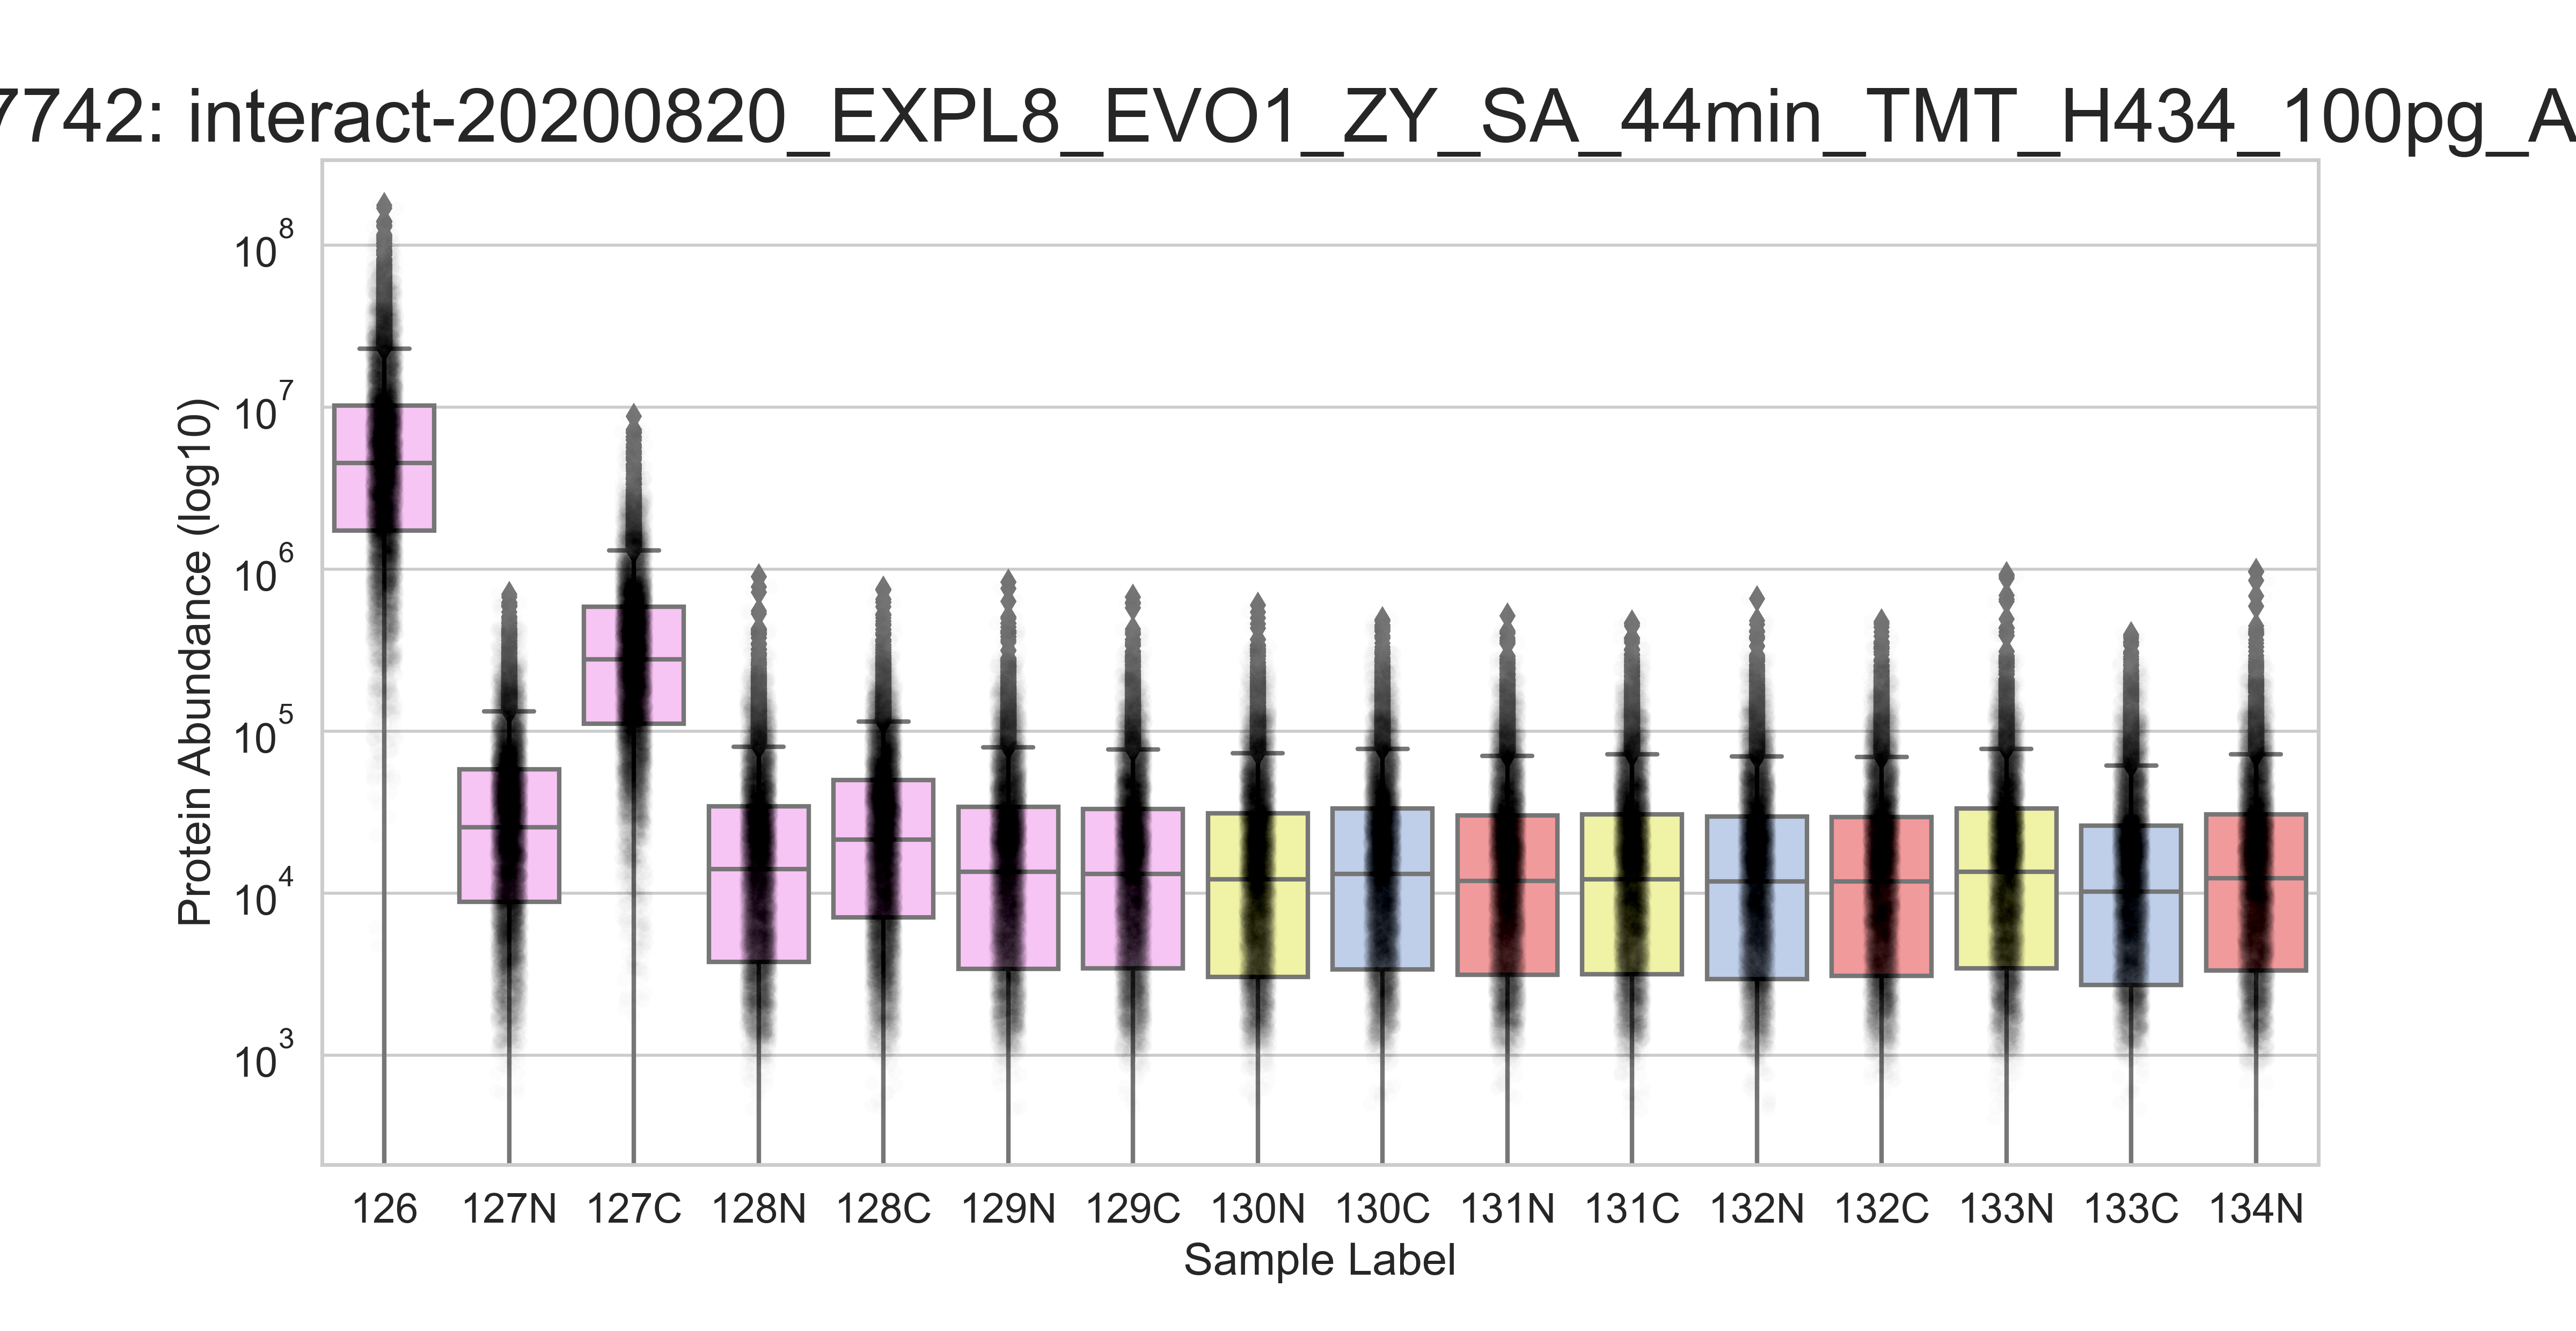 7742: interact-20200820_EXPL8_EVO1_ZY_SA_44min_TMT_H434_100pg_A
Protein Abundance (log10)
10^8
10^7
10^6
10^5
10^4
10^3
126 127N 127C 128N 128C 129N 129C 130N 130C 131N 131C 132N 132C 133N 133C 134N
Sample Label